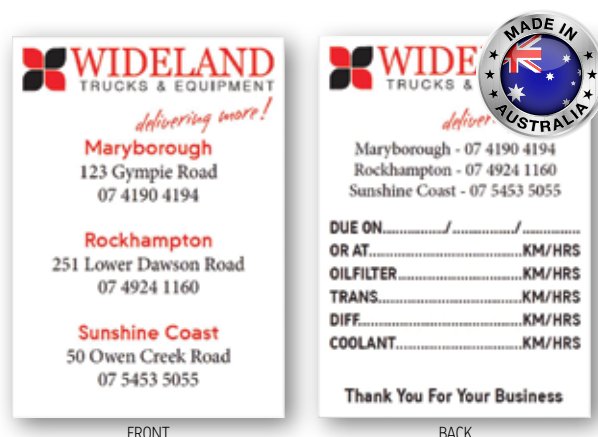 WIDELAND
TRUCKS & EQUIPMENT
delivering more!
Maryborough
123 Gympie Road
07 4190 4194
Rockhampton
251 Lower Dawson Road
07 4924 1160
Sunshine Coast
50 Owen Creek Road
07 5453 5055
FRONT
MADE IN
AUSTRALIA
WIDE
TRUCKS &
deliver
Maryborough - 07 4190 4194
Rockhampton - 07 4924 1160
Sunshine Coast - 07 5453 5055
DUE ON................/................/................
OR AT........................................KM/HRS
OILFILTER................................KM/HRS
TRANS......................................KM/HRS
DIFF..........................................KM/HRS
COOLANT.................................KM/HRS
Thank You For Your Business
BACK